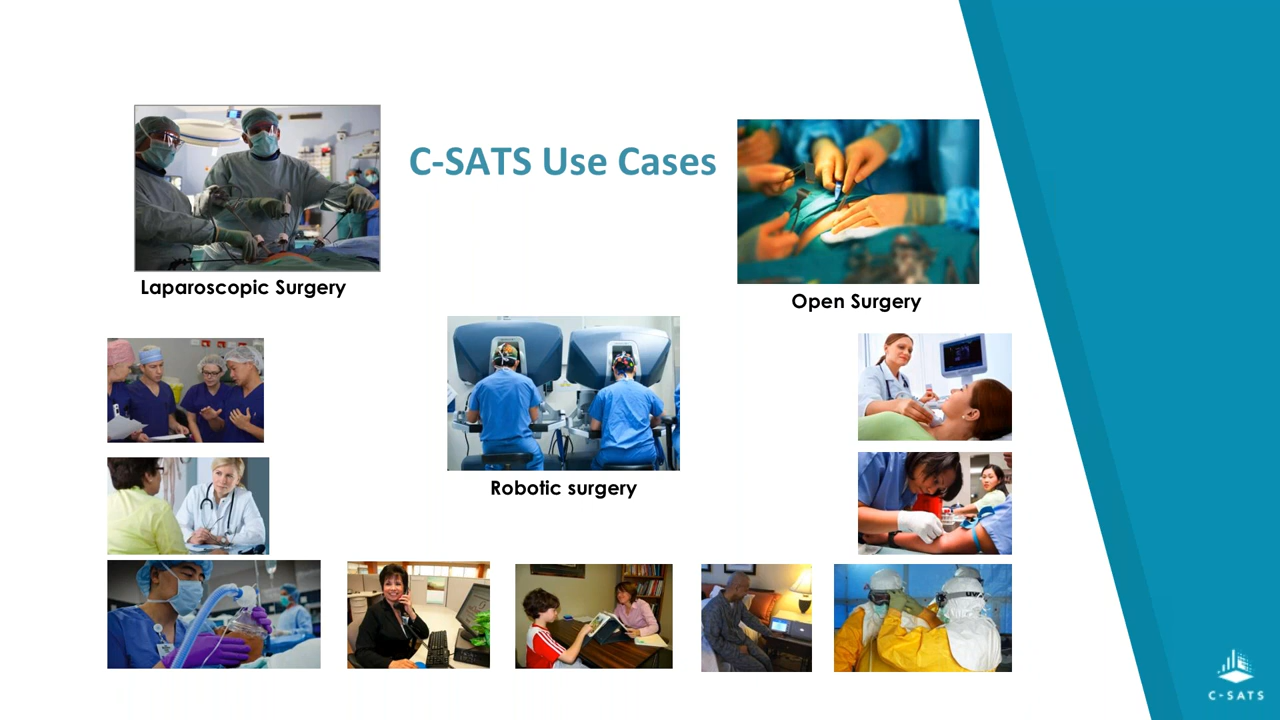 C-SATS Use Cases
Laparoscopic Surgery
Open Surgery
Robotic surgery
C-SATS